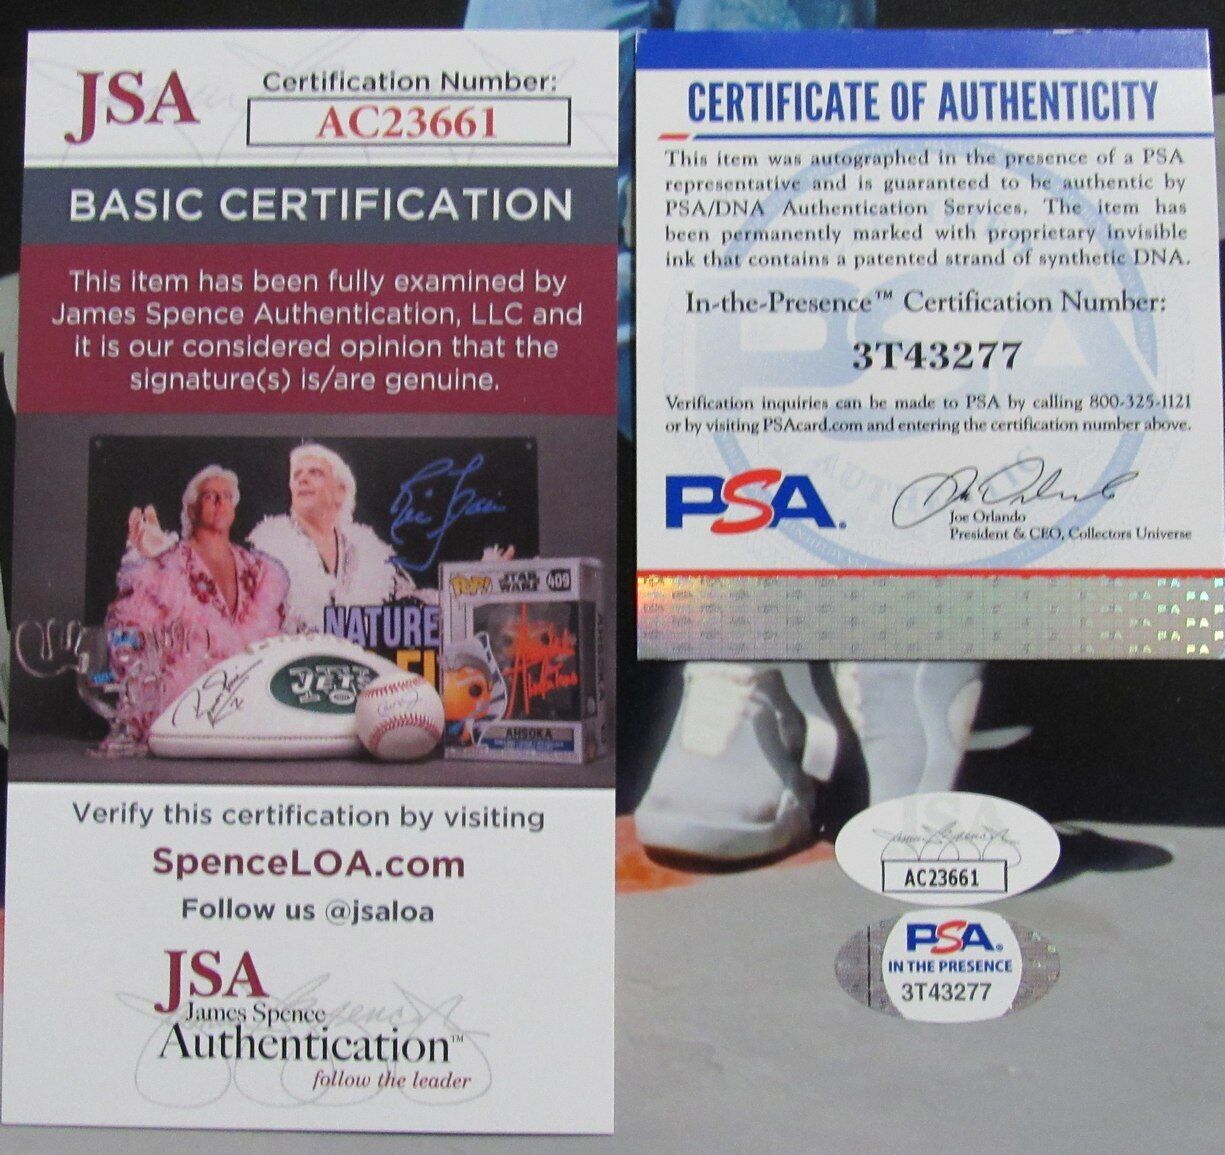 JSA
Certification Number:
AC23661
BASIC CERTIFICATION
This item has been fully examined by
James Spence Authentication, LLC and
it is our considered opinion that the
signature(s) is/are genuine.
NATURE
JETS
POP!
STAR
WARS
409
AHSOKA
Verify this certification by visiting
SpenceLOA.com
Follow us @jsaloa
JSA
James Spence
Authentication™
follow the leader
CERTIFICATE OF AUTHENTICITY
This item was autographed in the presence of a PSA
representative and is guaranteed to be authentic by
PSA/DNA Authentication Services. The item has
been permanently marked with proprietary invisible
ink that contains a patented strand of synthetic DNA.
In-the-Presence™ Certification Number:
3T43277
Verification inquiries can be made to PSA by calling 800-325-1121
or by visiting PSAcard.com and entering the certification number above.
PSA.
Joe Orlando
President & CEO, Collectors Universe
JSA
AC23661
PSA.
IN THE PRESENCE
3T43277